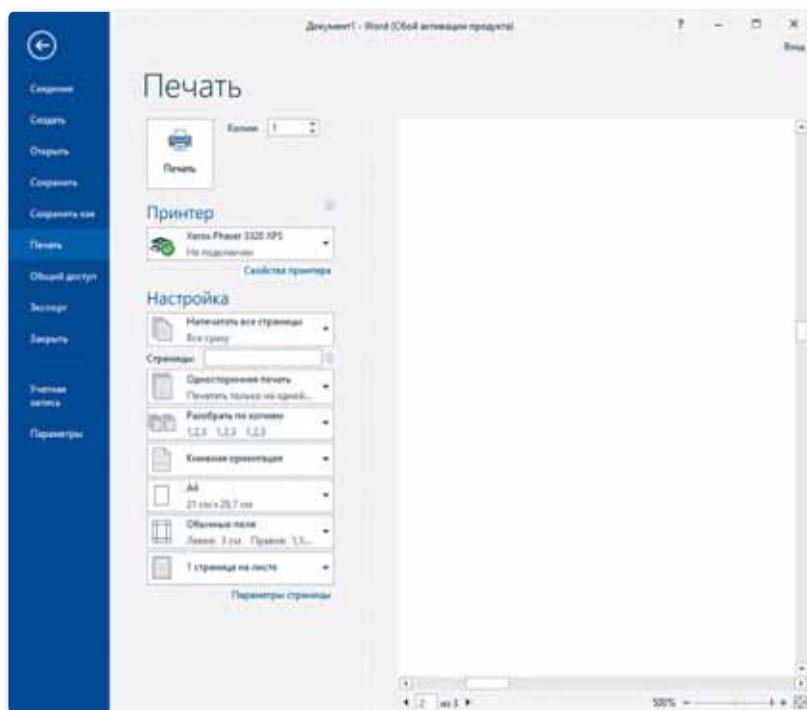 Документ1 - Word (Сбой активации продукта)
Вход
Сведения
Создать
Открыть
Сохранить
Сохранить как
Печать
Общий доступ
Экспорт
Закрыть
Учетная
запись
Параметры
Печать
Копии: 1
Печать
Принтер
Xerox Phaser 3320 XPS
Не подключен
Свойства принтера
Настройка
Напечатать все страницы
Все сразу
Страницы:
Односторонняя печать
Печатать только на одной...
Разобрать по копиям
1,2,3 1,2,3 1,2,3
Книжная ориентация
A4
21 см x 29,7 см
Обычные поля
Левое: 3 см Правое: 1,5...
1 страница на листе
Параметры страницы
2 из 3
500%